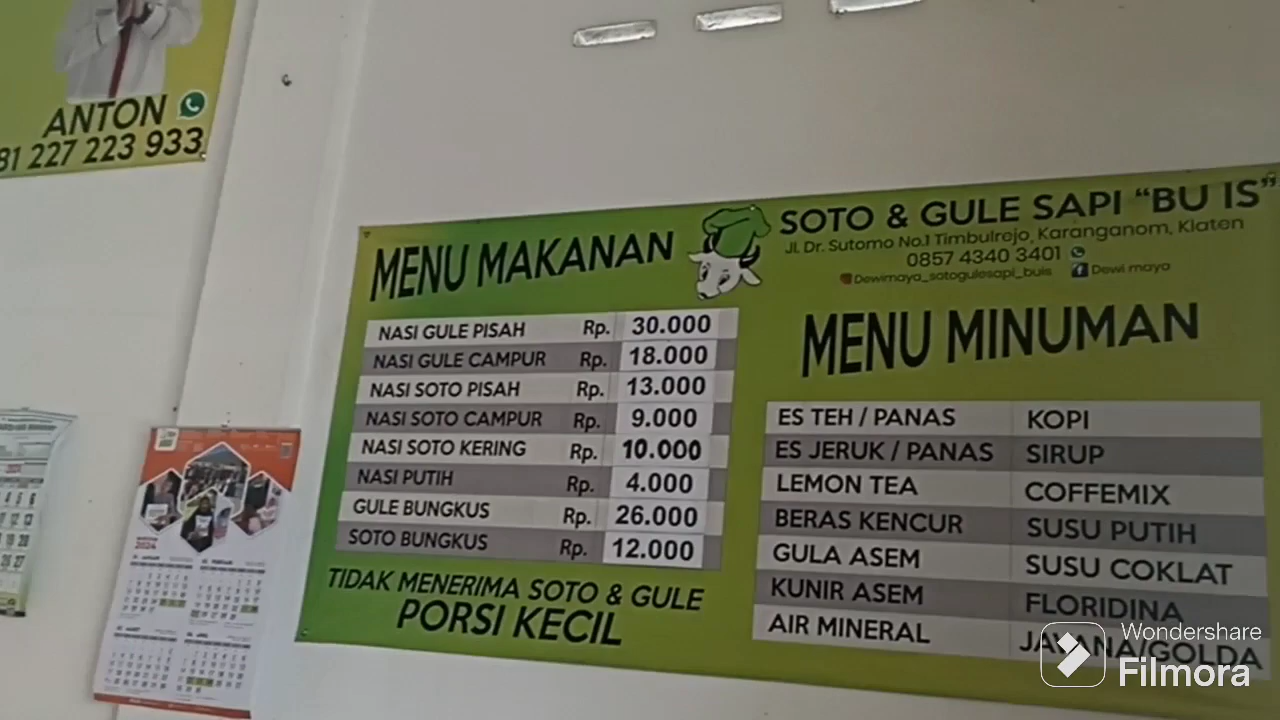 ANTON
81 227 223 933
MENU MAKANAN
NASI GULE PISAH Rp. 30.000
NASI GULE CAMPUR Rp. 18.000
NASI SOTO PISAH Rp. 13.000
NASI SOTO CAMPUR Rp. 9.000
NASI SOTO KERING Rp. 10.000
NASI PUTIH Rp. 4.000
GULE BUNGKUS Rp. 26.000
SOTO BUNGKUS Rp. 12.000
TIDAK MENERIMA SOTO & GULE
PORSI KECIL
SOTO & GULE SAPI “BU IS”
Jl. Dr. Sutomo No.1 Timbulrejo, Karanganom, Klaten
0857 4340 3401
Dewimaya_sotogulesapi_buis Dewi maya
MENU MINUMAN
ES TEH / PANAS KOPI
ES JERUK / PANAS SIRUP
LEMON TEA COFFEMIX
BERAS KENCUR SUSU PUTIH
GULA ASEM SUSU COKLAT
KUNIR ASEM FLORIDINA
AIR MINERAL JAVANA/GOLDA
2024
Wondershare
Filmora